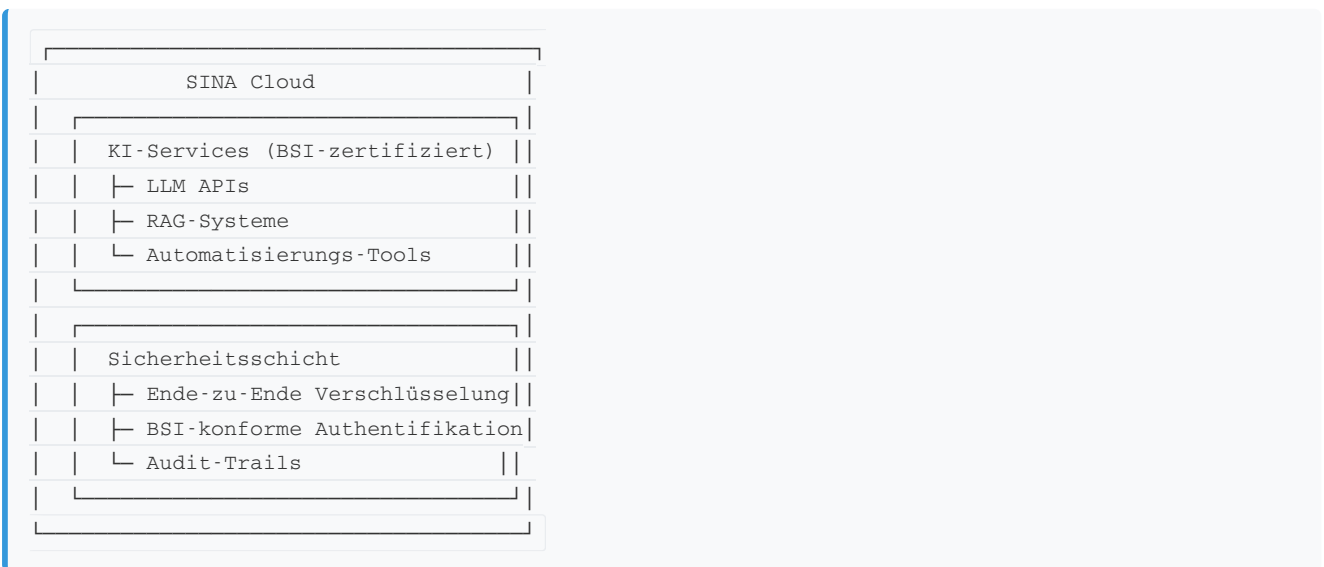 SINA Cloud
KI-Services (BSI-zertifiziert)
├─ LLM APIs
├─ RAG-Systeme
└─ Automatisierungs-Tools
Sicherheitsschicht
├─ Ende-zu-Ende Verschlüsselung
├─ BSI-konforme Authentifikation
└─ Audit-Trails